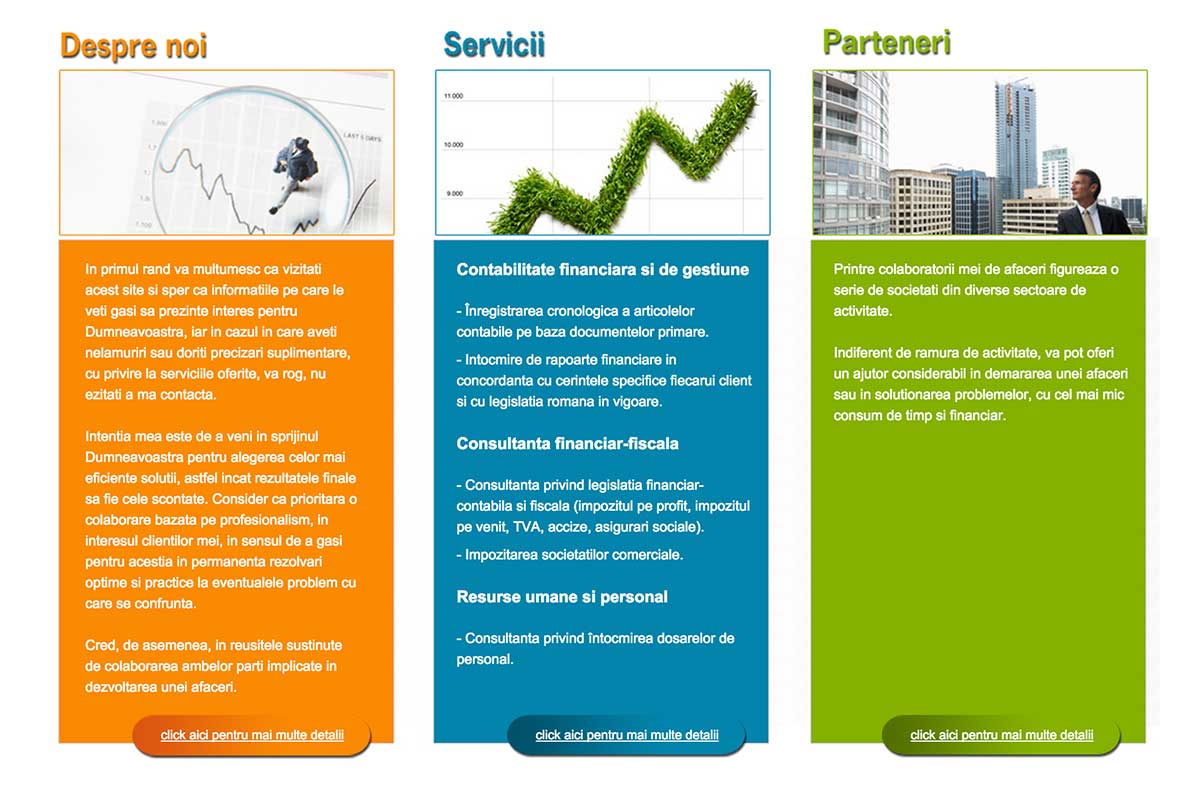 Despre noi
LAST 5 DAYS
In primul rand va multumesc ca vizitati
acest site si sper ca informatiile pe care le
veti gasi sa prezinte interes pentru
Dumneavoastra, iar in cazul in care aveti
nelamuriri sau doriti precizari suplimentare,
cu privire la serviciile oferite, va rog, nu
ezitati a ma contacta.
Intentia mea este de a veni in sprijinul
Dumneavoastra pentru alegerea celor mai
eficiente solutii, astfel incat rezultatele finale
sa fie cele scontate. Consider ca prioritara o
colaborare bazata pe profesionalism, in
interesul clientilor mei, in sensul de a gasi
pentru acestia in permanenta rezolvari
optime si practice la eventualele problem cu
care se confrunta.
Cred, de asemenea, in reusitele sustinute
de colaborarea ambelor parti implicate in
dezvoltarea unei afaceri.
click aici pentru mai multe detalii
Servicii
11.000
10.000
9.000
Contabilitate financiara si de gestiune
- Înregistrarea cronologica a articolelor
contabile pe baza documentelor primare.
- Intocmire de rapoarte financiare in
concordanta cu cerintele specifice fiecarui client
si cu legislatia romana in vigoare.
Consultanta financiar-fiscala
- Consultanta privind legislatia financiar-
contabila si fiscala (impozitul pe profit, impozitul
pe venit, TVA, accize, asigurari sociale).
- Impozitarea societatilor comerciale.
Resurse umane si personal
- Consultanta privind întocmirea dosarelor de
personal.
click aici pentru mai multe detalii
Parteneri
Printre colaboratorii mei de afaceri figureaza o
serie de societati din diverse sectoare de
activitate.
Indiferent de ramura de activitate, va pot oferi
un ajutor considerabil in demararea unei afaceri
sau in solutionarea problemelor, cu cel mai mic
consum de timp si financiar.
click aici pentru mai multe detalii